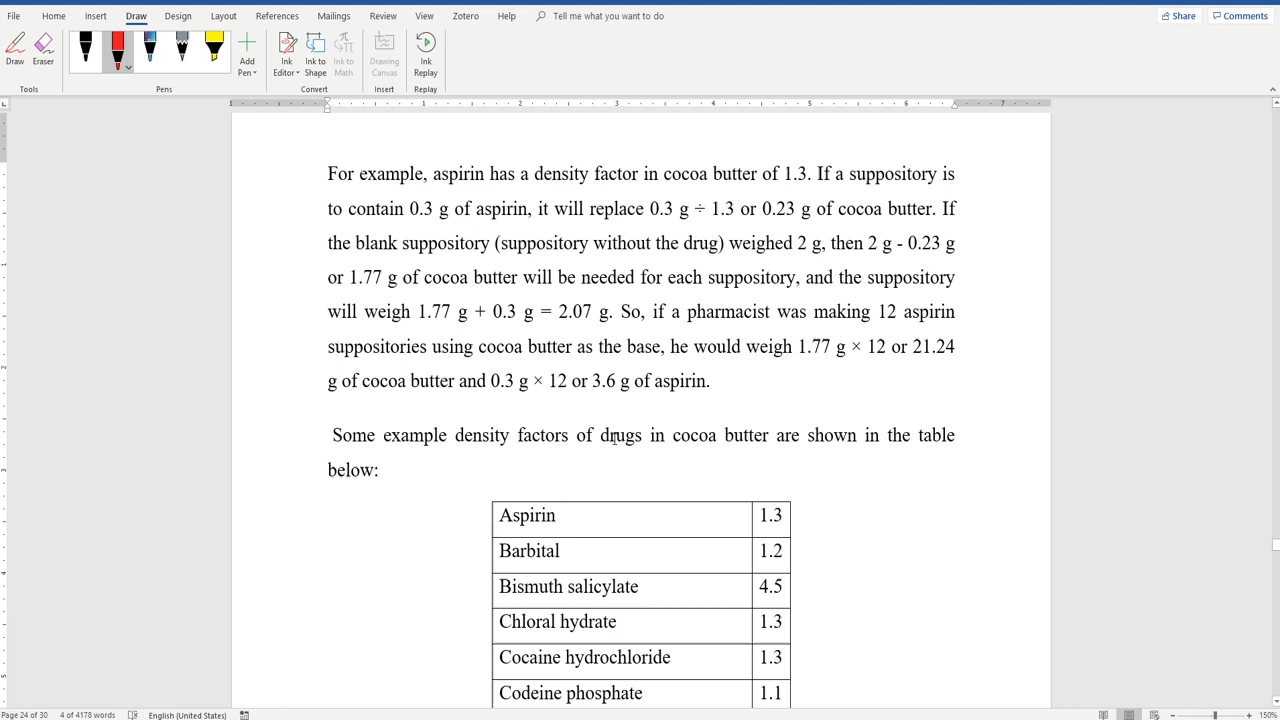 File Home Insert Draw Design Layout References Mailings Review View Zotero Help Tell me what you want to do Share Comments
Draw Eraser Add Pen Ink Editor Ink to Shape Ink to Math Drawing Canvas Ink Replay
Tools Pens Convert Insert Replay
1 1 2 3 4 5 6 7
For example, aspirin has a density factor in cocoa butter of 1.3. If a suppository is
to contain 0.3 g of aspirin, it will replace 0.3 g ÷ 1.3 or 0.23 g of cocoa butter. If
the blank suppository (suppository without the drug) weighed 2 g, then 2 g - 0.23 g
or 1.77 g of cocoa butter will be needed for each suppository, and the suppository
will weigh 1.77 g + 0.3 g = 2.07 g. So, if a pharmacist was making 12 aspirin
suppositories using cocoa butter as the base, he would weigh 1.77 g × 12 or 21.24
g of cocoa butter and 0.3 g × 12 or 3.6 g of aspirin.
Some example density factors of drugs in cocoa butter are shown in the table
below:
Aspirin 1.3
Barbital 1.2
Bismuth salicylate 4.5
Chloral hydrate 1.3
Cocaine hydrochloride 1.3
Codeine phosphate 1.1
Page 24 of 30 4 of 4178 words English (United States) 150%